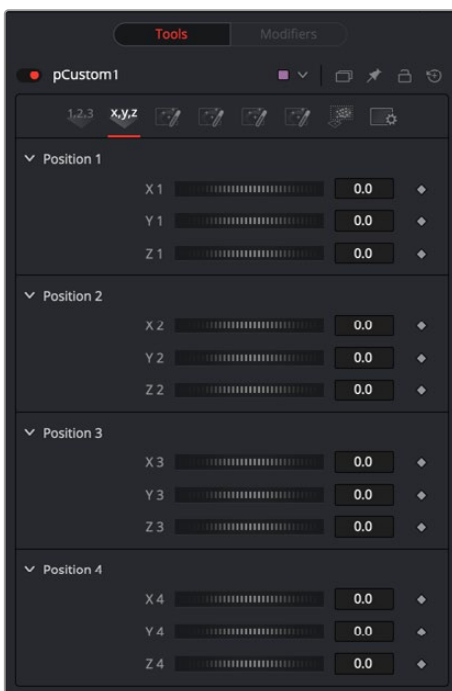 Tools Modifiers
pCustom1
1,2,3 x,y,z
Position 1
X 1 0.0
Y 1 0.0
Z 1 0.0
Position 2
X 2 0.0
Y 2 0.0
Z 2 0.0
Position 3
X 3 0.0
Y 3 0.0
Z 3 0.0
Position 4
X 4 0.0
Y 4 0.0
Z 4 0.0